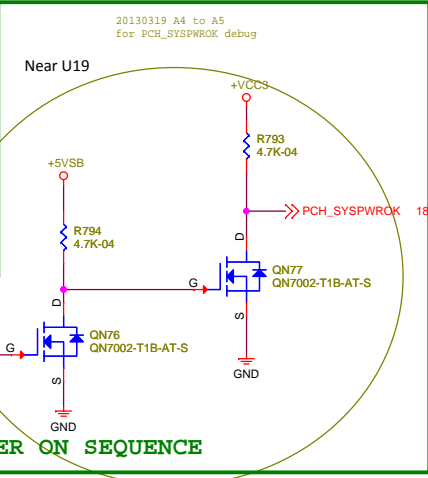 20130319 A4 to A5
for PCH_SYSPWROK debug
Near U19
+VCC3
R793
4.7K-04
+5VSB
PCH_SYSPWROK 18
R794
4.7K-04
D
G
QN77
QN7002-T1B-AT-S
S
D
G
QN76
QN7002-T1B-AT-S
S
GND
GND
ER ON SEQUENCE